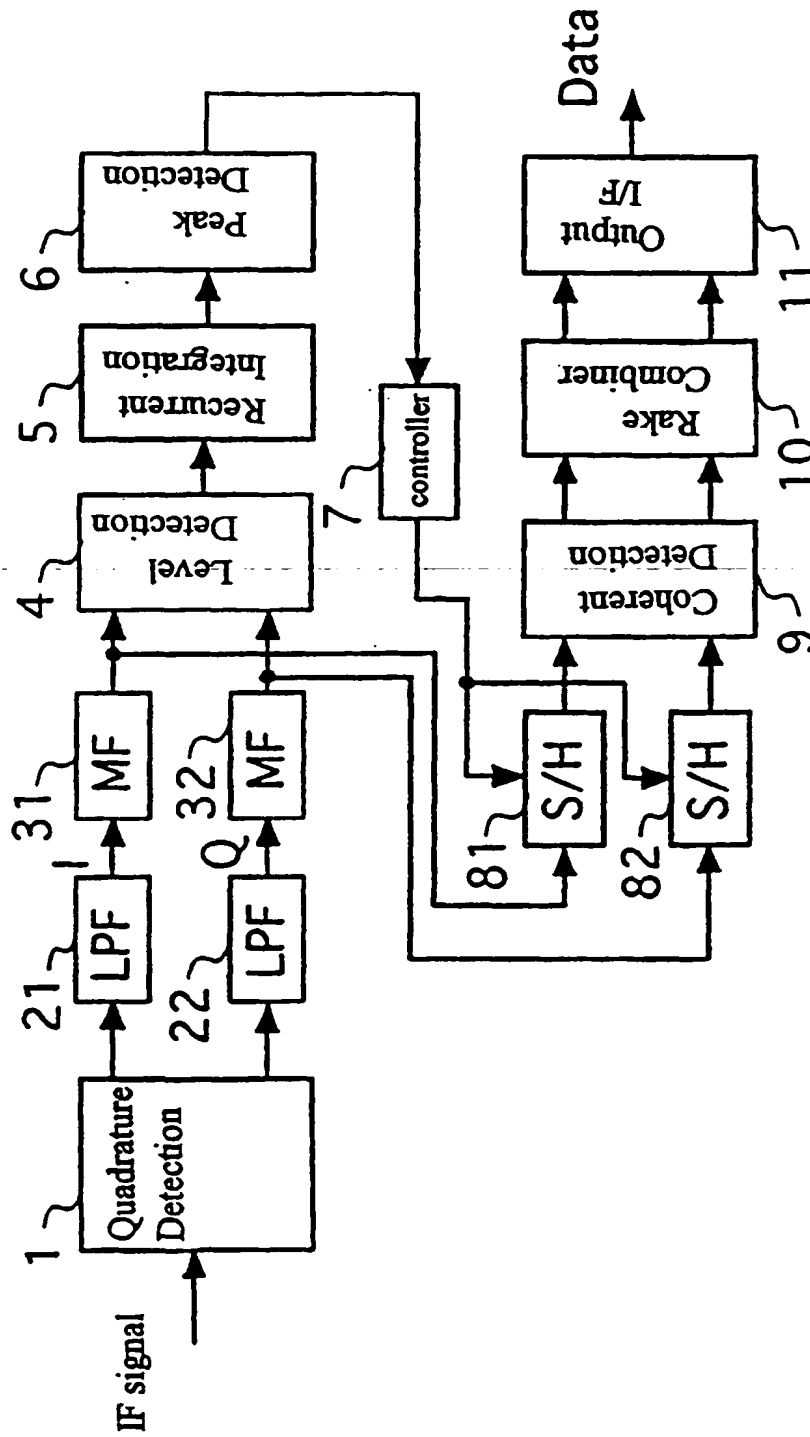 IF signal
1
Quadrature
Detection
21
LPF
I
31
MF
22
LPF
Q
32
MF
4
Level
Detection
5
Recurrent
Integration
6
Peak
Detection
7
controller
81
S/H
82
S/H
9
Coherent
Detection
10
Rake
Combiner
11
Output
I/F
Data